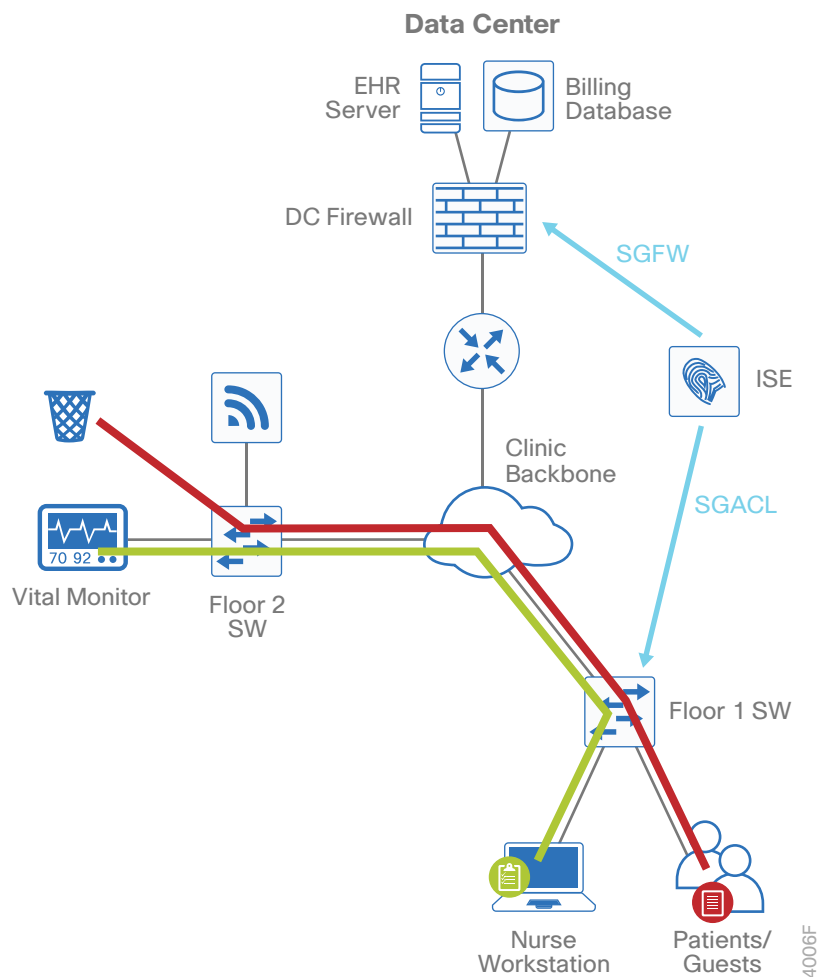 Data Center
EHR
Server
Billing
Database
DC Firewall
SGFW
ISE
Clinic
Backbone
SGACL
70 92
Vital Monitor
Floor 2
SW
Floor 1 SW
Nurse
Workstation
Patients/
Guests
4006F